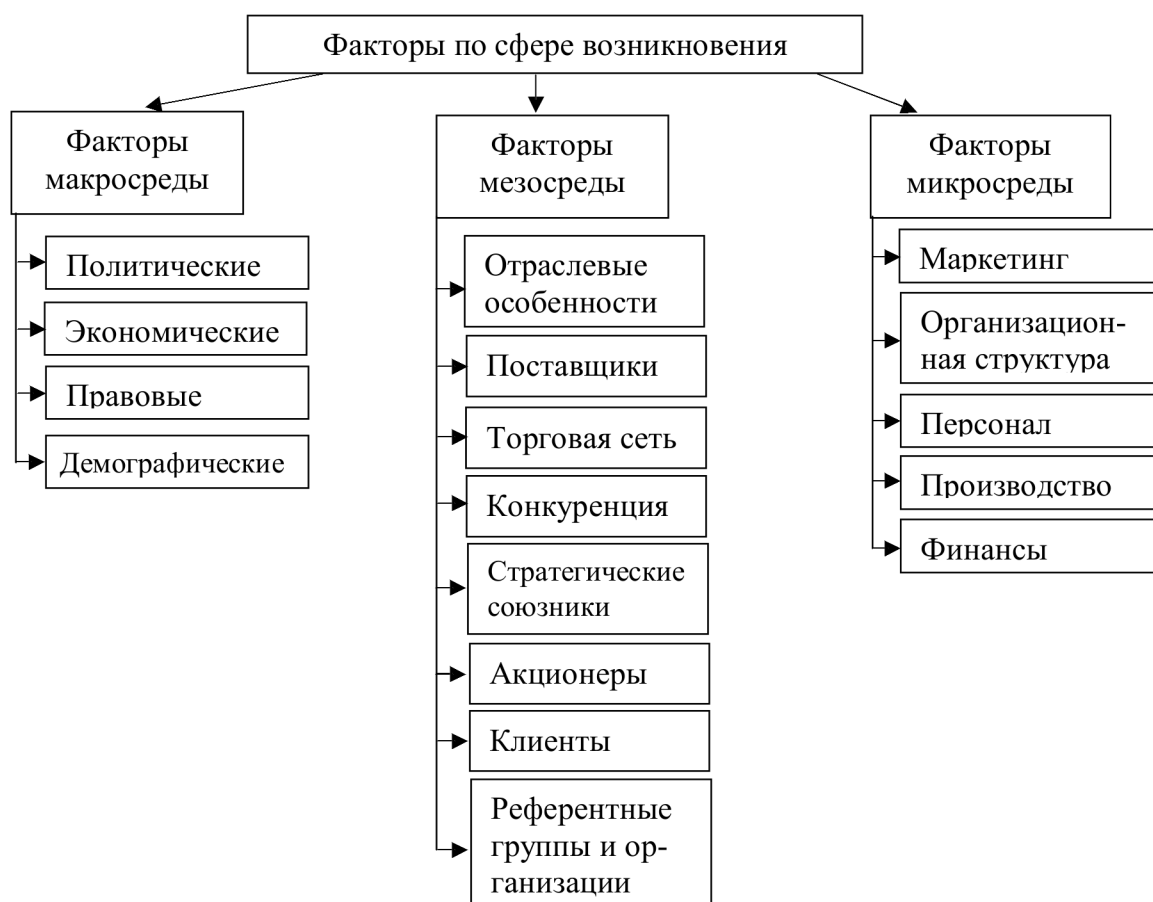 Факторы по сфере возникновения
Факторы
макросреды
Политические
Экономические
Правовые
Демографические
Факторы
мезосреды
Отраслевые
особенности
Поставщики
Торговая сеть
Конкуренция
Стратегические
союзники
Акционеры
Клиенты
Референтные
группы и ор-
ганизации
Факторы
микросреды
Маркетинг
Организацион-
ная структура
Персонал
Производство
Финансы